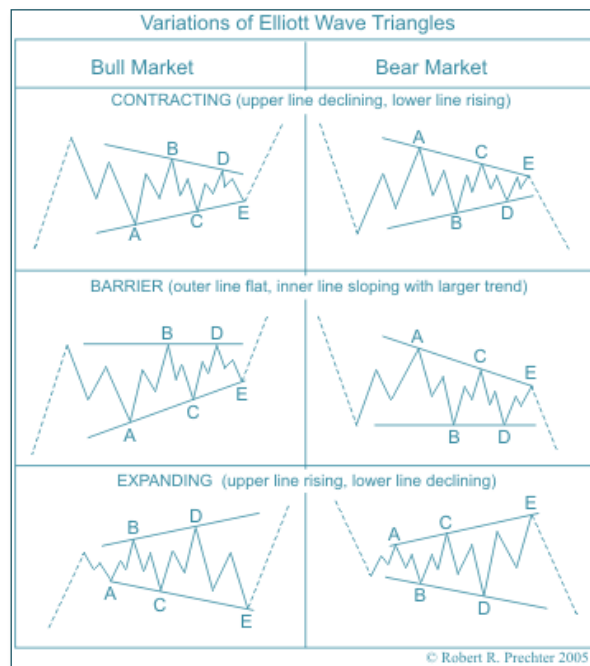 Variations of Elliott Wave Triangles
Bull Market
Bear Market
CONTRACTING (upper line declining, lower line rising)
B
D
A
C
E
A
C
E
B
D
BARRIER (outer line flat, inner line sloping with larger trend)
B
D
A
C
E
A
C
E
B
D
EXPANDING (upper line rising, lower line declining)
B
D
A
C
E
A
C
E
B
D
© Robert R. Prechter 2005